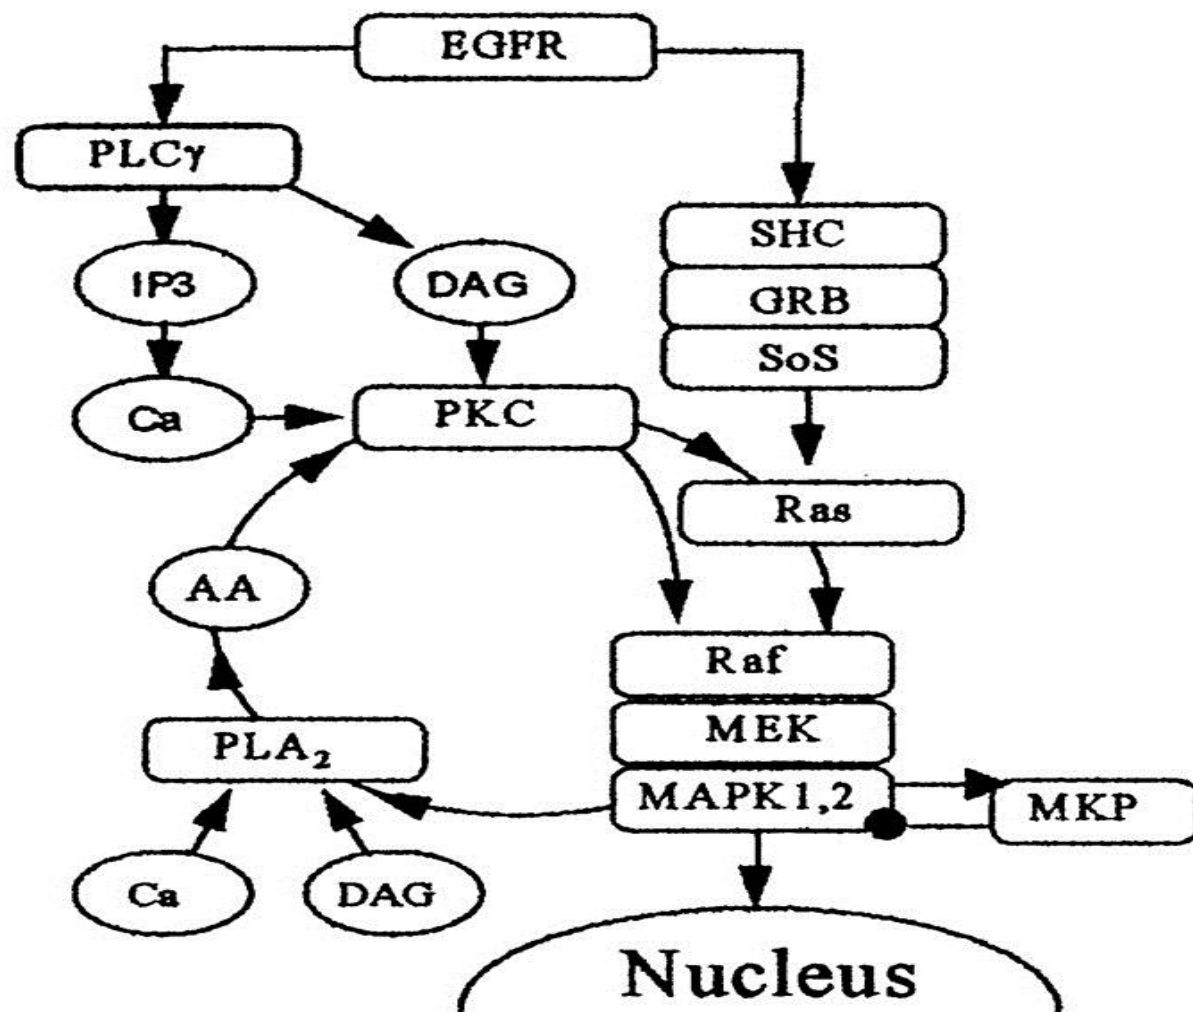 EGFR
PLCγ
SHC
IP3
DAG
GRB
SoS
Ca
PKC
Ras
AA
Raf
MEK
PLA₂
MAPK1,2
MKP
Ca
DAG
Nucleus